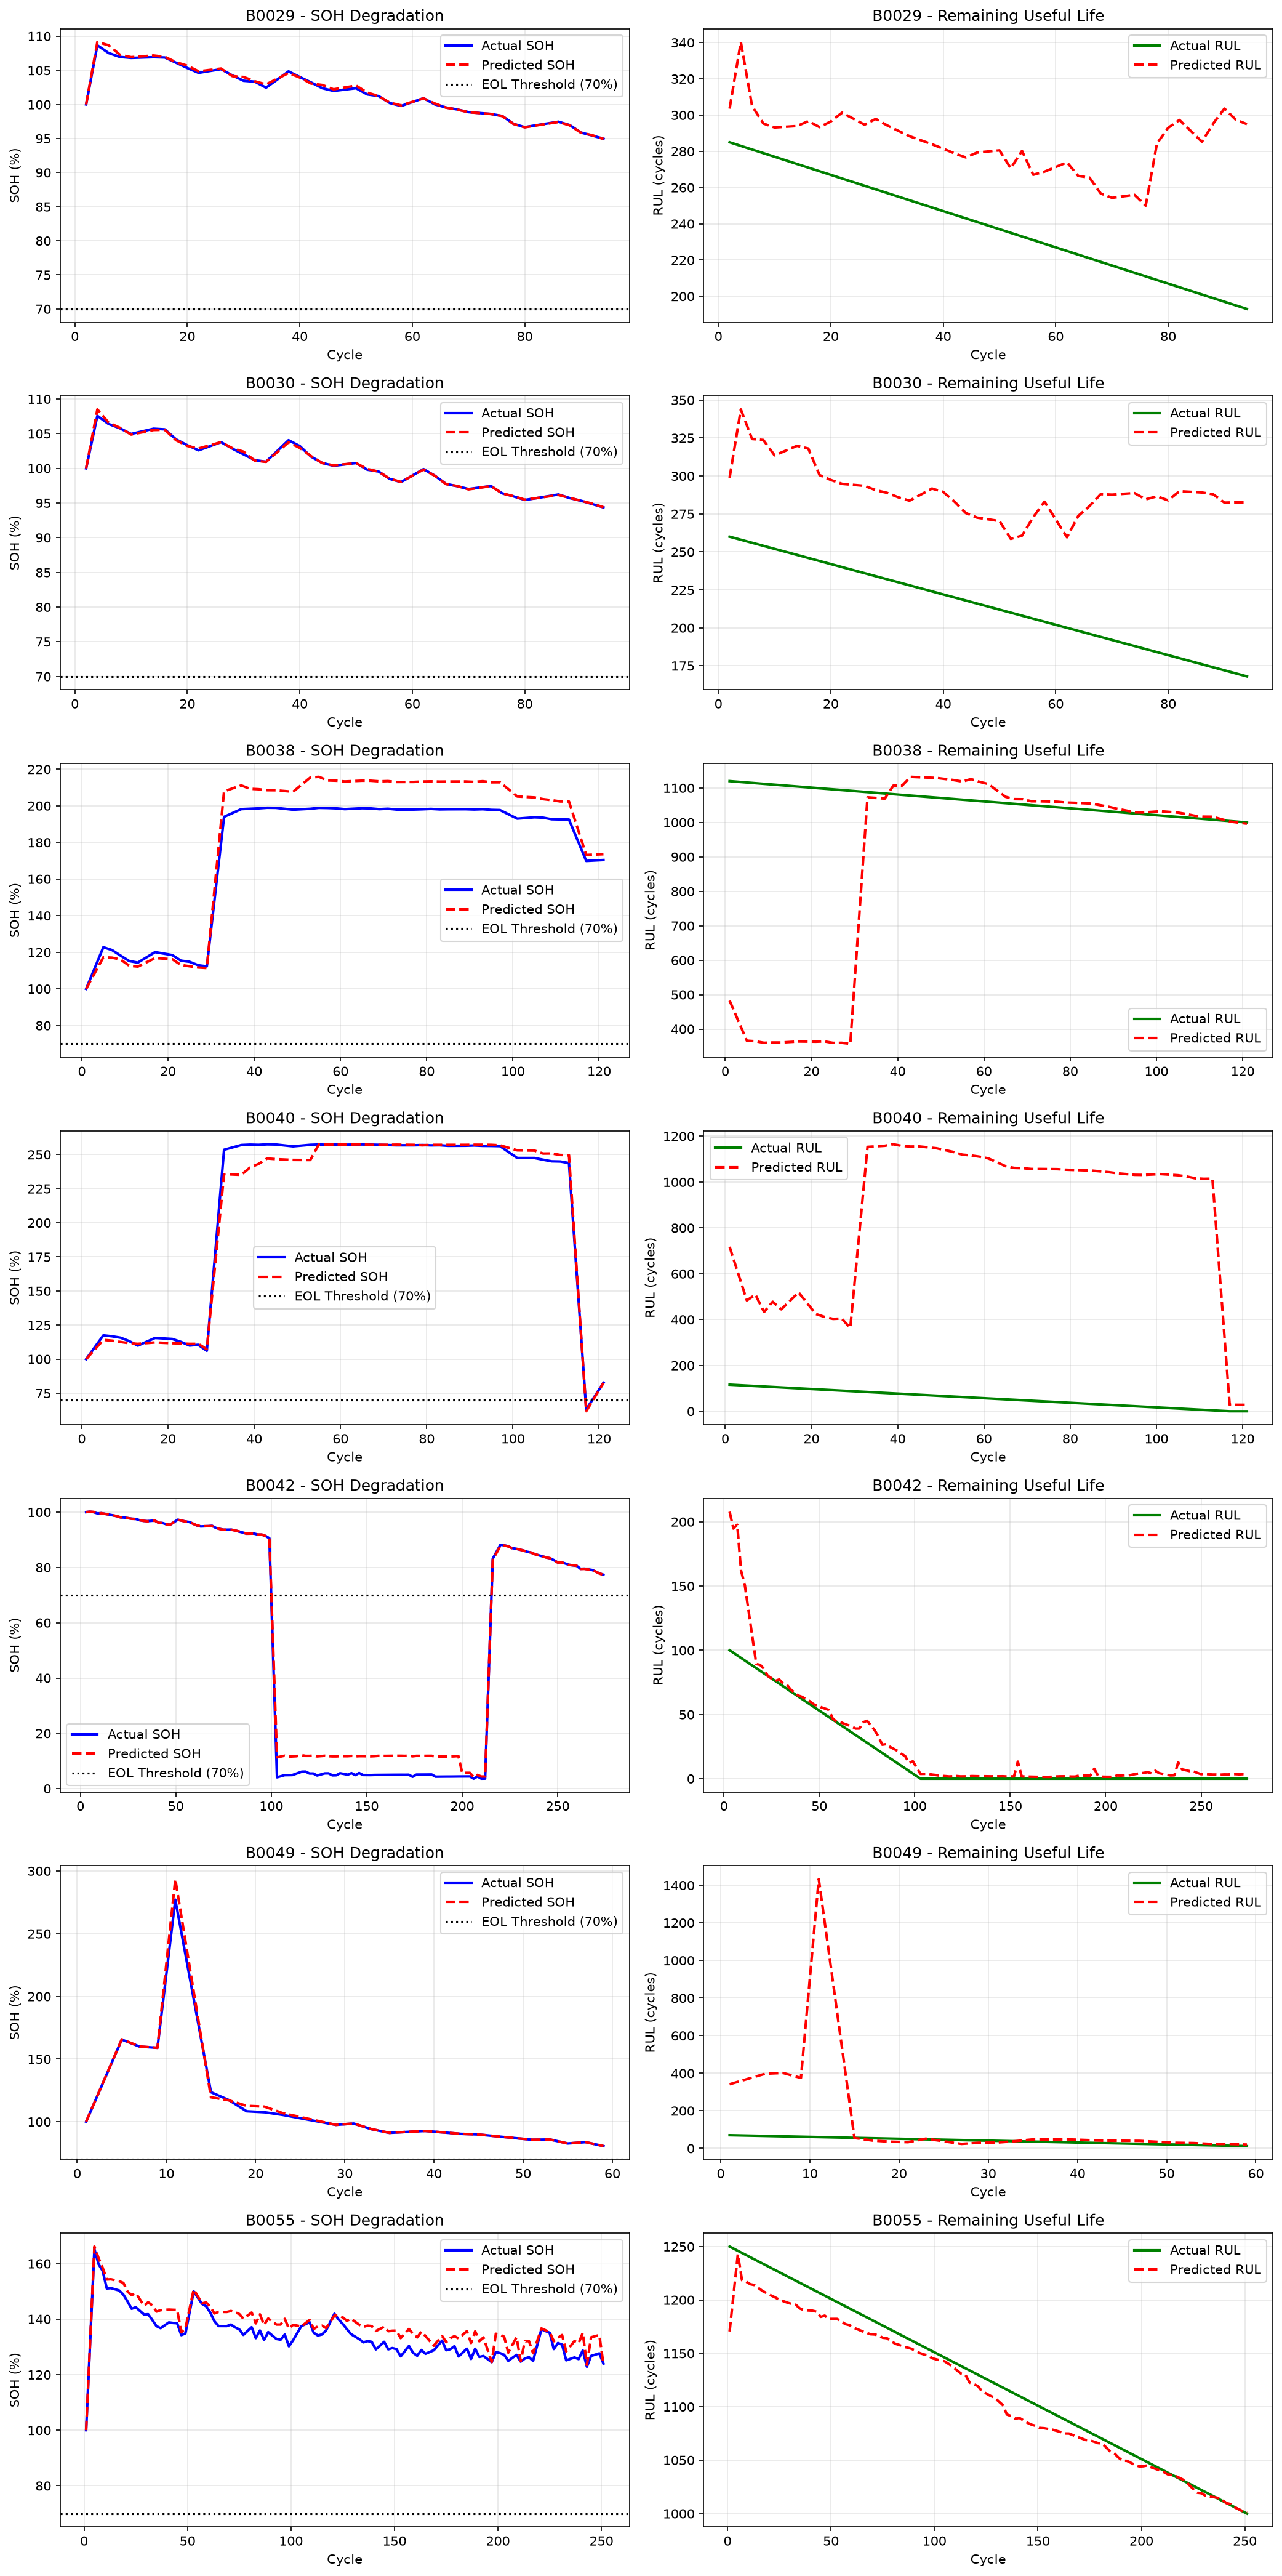 B0029 - SOH Degradation
SOH (%)
110
105
100
95
90
85
80
75
70
Actual SOH
Predicted SOH
EOL Threshold (70%)
0 20 40 60 80
Cycle
B0029 - Remaining Useful Life
RUL (cycles)
340
320
300
280
260
240
220
200
Actual RUL
Predicted RUL
0 20 40 60 80
Cycle
B0030 - SOH Degradation
SOH (%)
110
105
100
95
90
85
80
75
70
Actual SOH
Predicted SOH
EOL Threshold (70%)
0 20 40 60 80
Cycle
B0030 - Remaining Useful Life
RUL (cycles)
350
325
300
275
250
225
200
175
Actual RUL
Predicted RUL
0 20 40 60 80
Cycle
B0038 - SOH Degradation
SOH (%)
220
200
180
160
140
120
100
80
Actual SOH
Predicted SOH
EOL Threshold (70%)
0 20 40 60 80 100 120
Cycle
B0038 - Remaining Useful Life
RUL (cycles)
1100
1000
900
800
700
600
500
400
Actual RUL
Predicted RUL
0 20 40 60 80 100 120
Cycle
B0040 - SOH Degradation
SOH (%)
250
225
200
175
150
125
100
75
Actual SOH
Predicted SOH
EOL Threshold (70%)
0 20 40 60 80 100 120
Cycle
B0040 - Remaining Useful Life
RUL (cycles)
1200
1000
800
600
400
200
0
Actual RUL
Predicted RUL
0 20 40 60 80 100 120
Cycle
B0042 - SOH Degradation
SOH (%)
100
80
60
40
20
0
Actual SOH
Predicted SOH
EOL Threshold (70%)
0 50 100 150 200 250
Cycle
B0042 - Remaining Useful Life
RUL (cycles)
200
150
100
50
0
Actual RUL
Predicted RUL
0 50 100 150 200 250
Cycle
B0049 - SOH Degradation
SOH (%)
300
250
200
150
100
Actual SOH
Predicted SOH
EOL Threshold (70%)
0 10 20 30 40 50 60
Cycle
B0049 - Remaining Useful Life
RUL (cycles)
1400
1200
1000
800
600
400
200
0
Actual RUL
Predicted RUL
0 10 20 30 40 50 60
Cycle
B0055 - SOH Degradation
SOH (%)
160
140
120
100
80
Actual SOH
Predicted SOH
EOL Threshold (70%)
0 50 100 150 200 250
Cycle
B0055 - Remaining Useful Life
RUL (cycles)
1250
1200
1150
1100
1050
1000
Actual RUL
Predicted RUL
0 50 100 150 200 250
Cycle